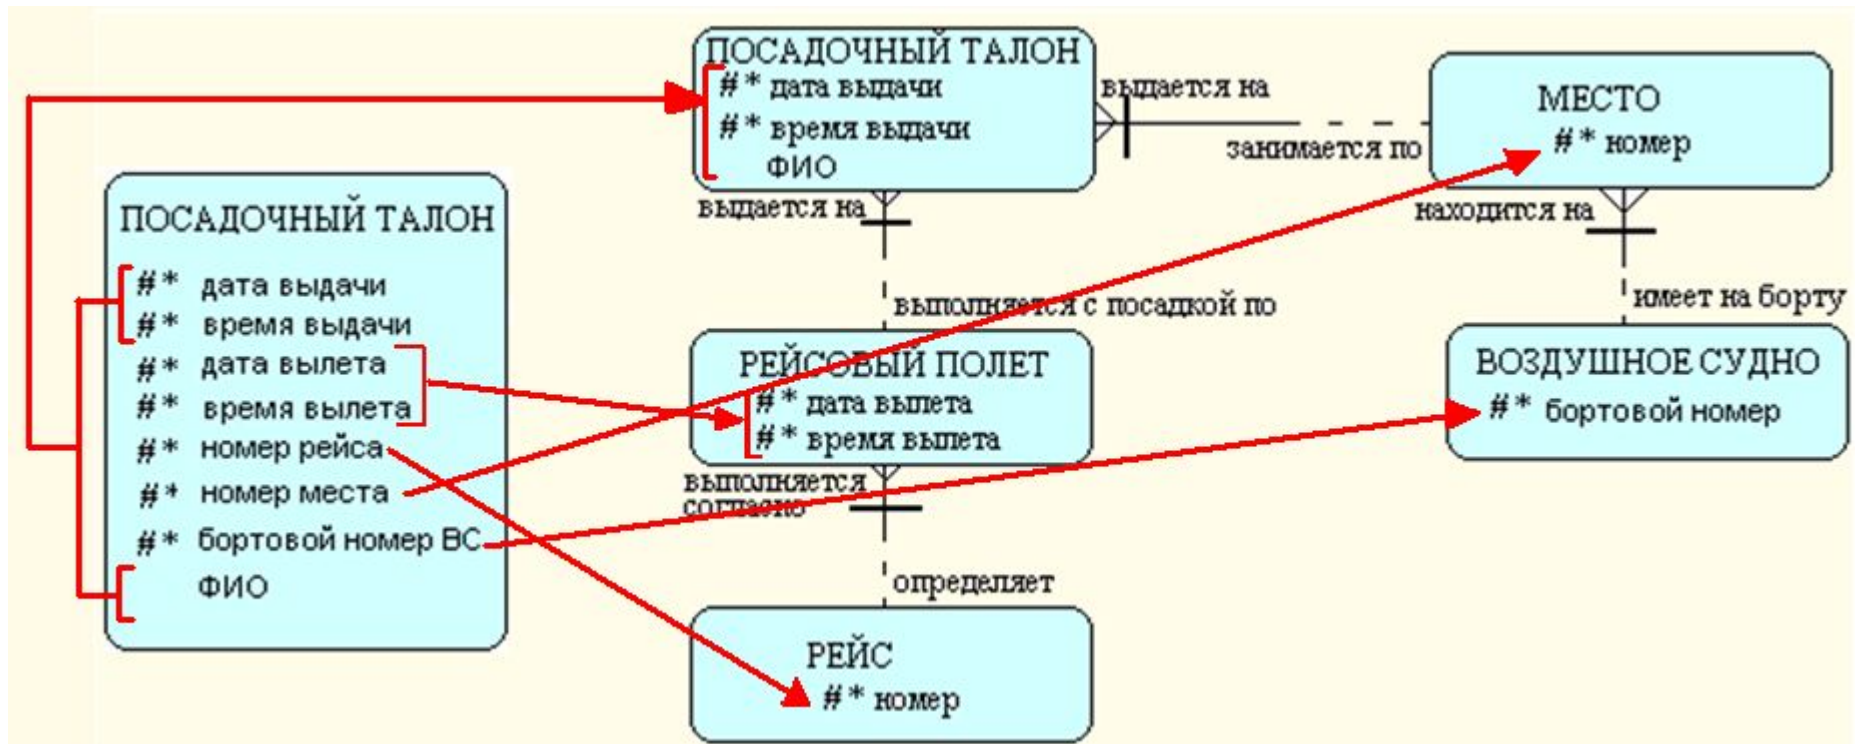 ПОСАДОЧНЫЙ ТАЛОН
#* дата выдачи
#* время выдачи
#* дата вылета
#* время вылета
#* номер рейса
#* номер места
#* бортовой номер ВС
ФИО
ПОСАДОЧНЫЙ ТАЛОН
#* дата выдачи
#* время выдачи
ФИО
выдается на
занимается по
МЕСТО
#* номер
выдается на
выполняется с посадкой по
находится на
имеет на борту
РЕЙСОВЫЙ ПОЛЕТ
#* дата вылета
#* время вылета
ВОЗДУШНОЕ СУДНО
#* бортовой номер
выполняется
согласно
определяет
РЕЙС
#* номер